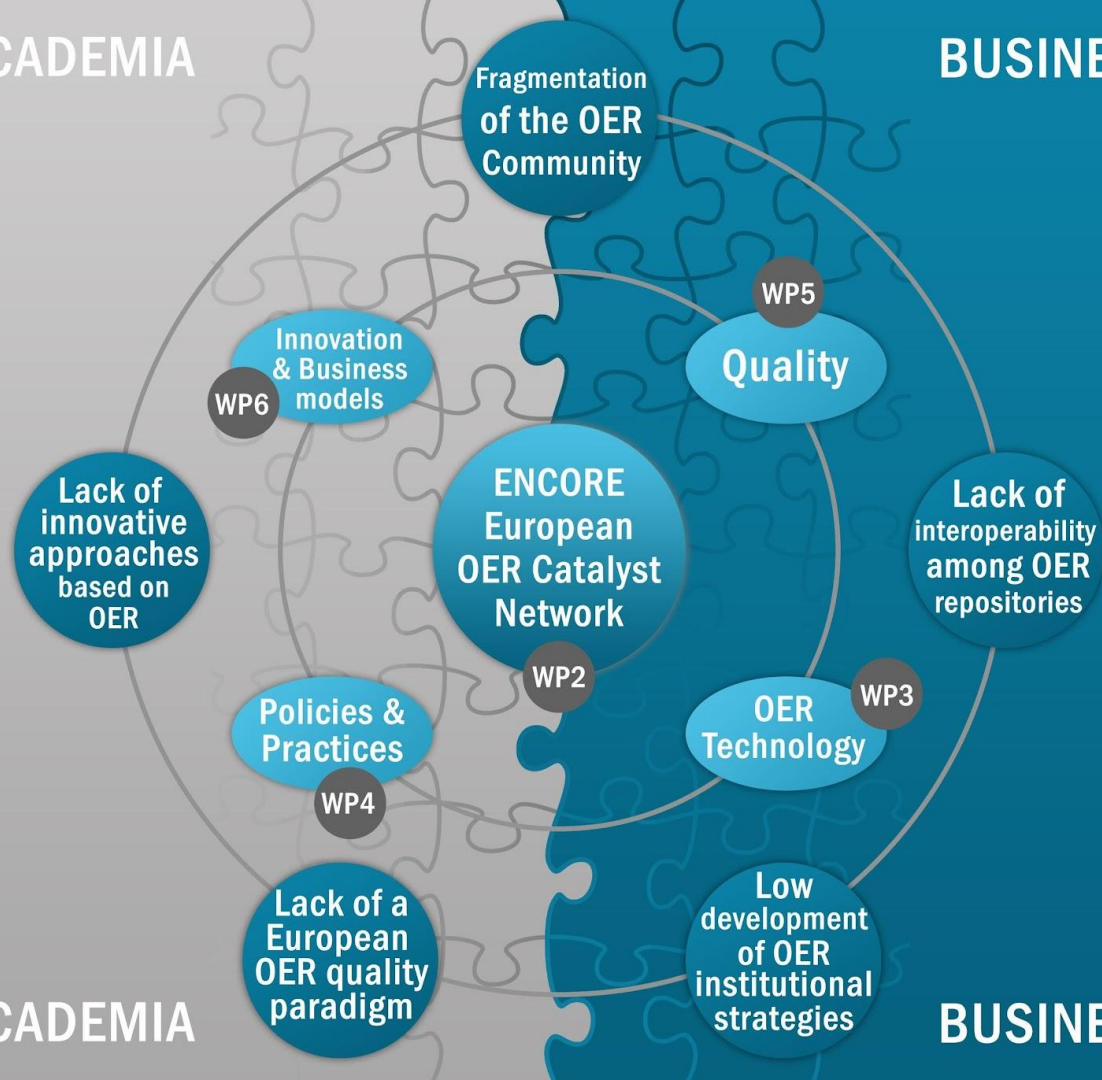 CADEMIA
BUSINE
Fragmentation
of the OER
Community
WP5
Innovation
& Business
models
WP6
Quality
Lack of
innovative
approaches
based on
OER
ENCORE
European
OER Catalyst
Network
WP2
Lack of
interoperability
among OER
repositories
Policies &
Practices
WP4
OER
Technology
WP3
Lack of a
European
OER quality
paradigm
Low
development
of OER
institutional
strategies
CADEMIA
BUSINE